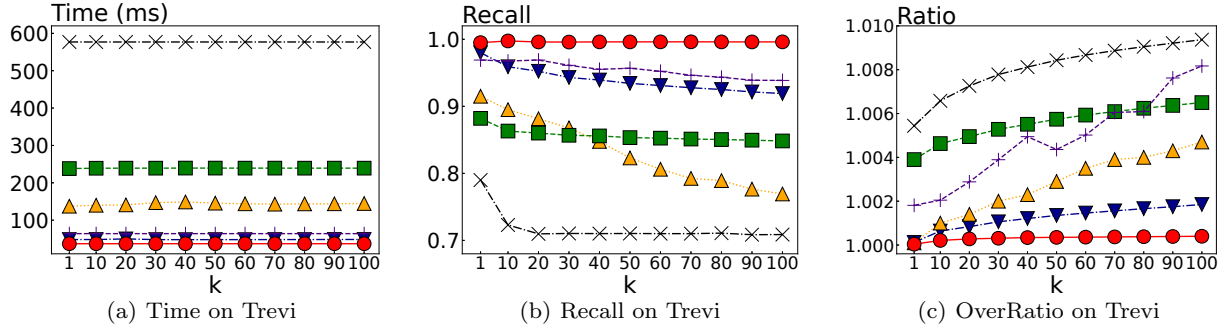 Time (ms)
600
500
400
300
200
100
1 10 20 30 40 50 60 70 80 90 100
k
(a) Time on Trevi
Recall
1.0
0.9
0.8
0.7
1 10 20 30 40 50 60 70 80 90 100
k
(b) Recall on Trevi
Ratio
1.010
1.008
1.006
1.004
1.002
1.000
1 10 20 30 40 50 60 70 80 90 100
k
(c) OverRatio on Trevi